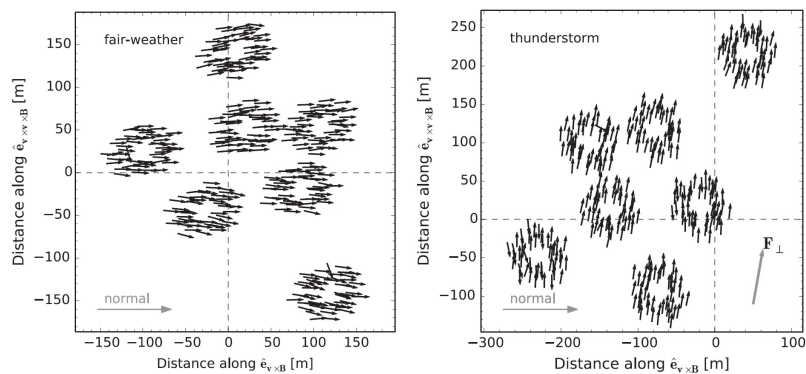 fair-weather
150
100
50
0
−50
−100
−150
−150 −100 −50 0 50 100 150
normal
Distance along ê_{v×v×B} [m]
Distance along ê_{v×B} [m]
thunderstorm
250
200
150
100
50
0
−50
−100
−300 −200 −100 0 100
normal
F⊥
Distance along ê_{v×v×B} [m]
Distance along ê_{v×B} [m]